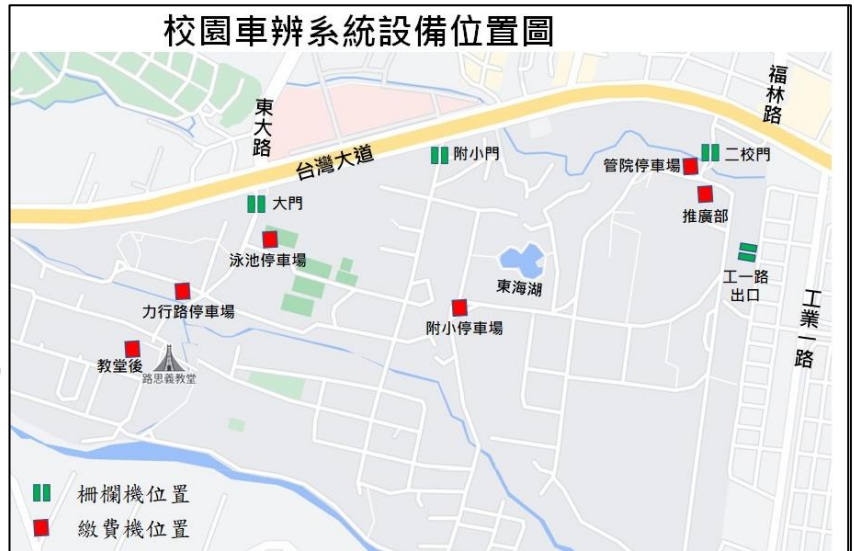 校園車辨系統設備位置圖
福林路
東大路
台灣大道
附小門
二校門
管院停車場
推廣部
大門
泳池停車場
東海湖
工一路
出口
力行路停車場
附小停車場
工業一路
教堂後
路思義教堂
柵欄機位置
繳費機位置